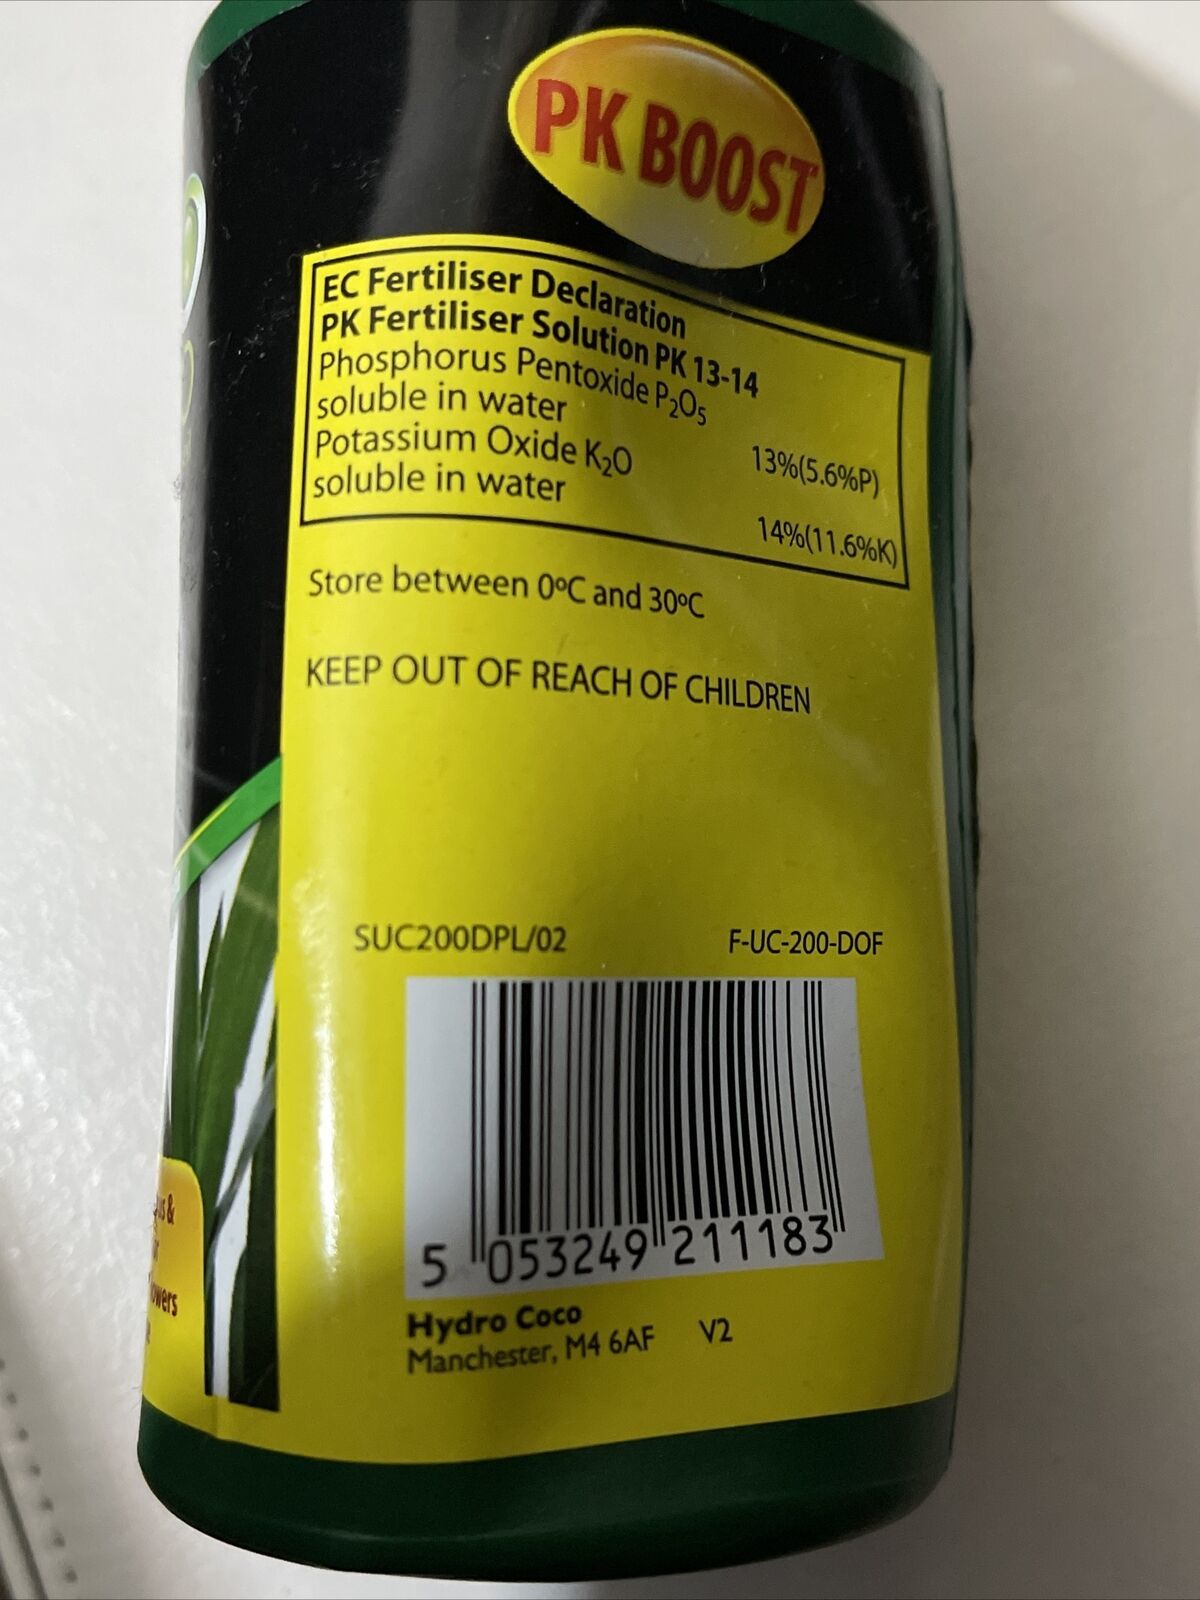 PK BOOST
EC Fertiliser Declaration
PK Fertiliser Solution PK 13-14
Phosphorus Pentoxide P₂O₅
soluble in water 13%(5.6%P)
Potassium Oxide K₂O
soluble in water 14%(11.6%K)
Store between 0ºC and 30ºC
KEEP OUT OF REACH OF CHILDREN
SUC200DPL/02 F-UC-200-DOF
5 053249 211183
Hydro Coco
Manchester, M4 6AF V2